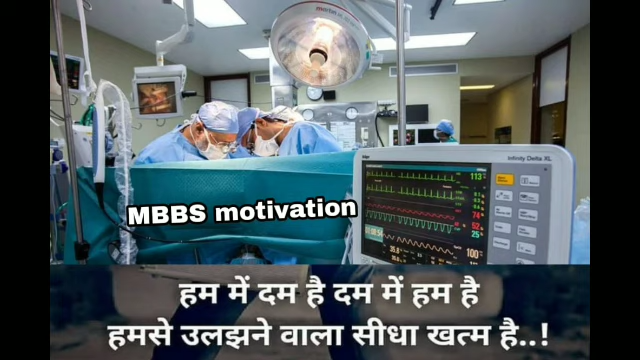 Infinity Delta XL
MBBS motivation
हम में दम है दम में हम है
हमसे उलझने वाला सीधा खत्म है..!